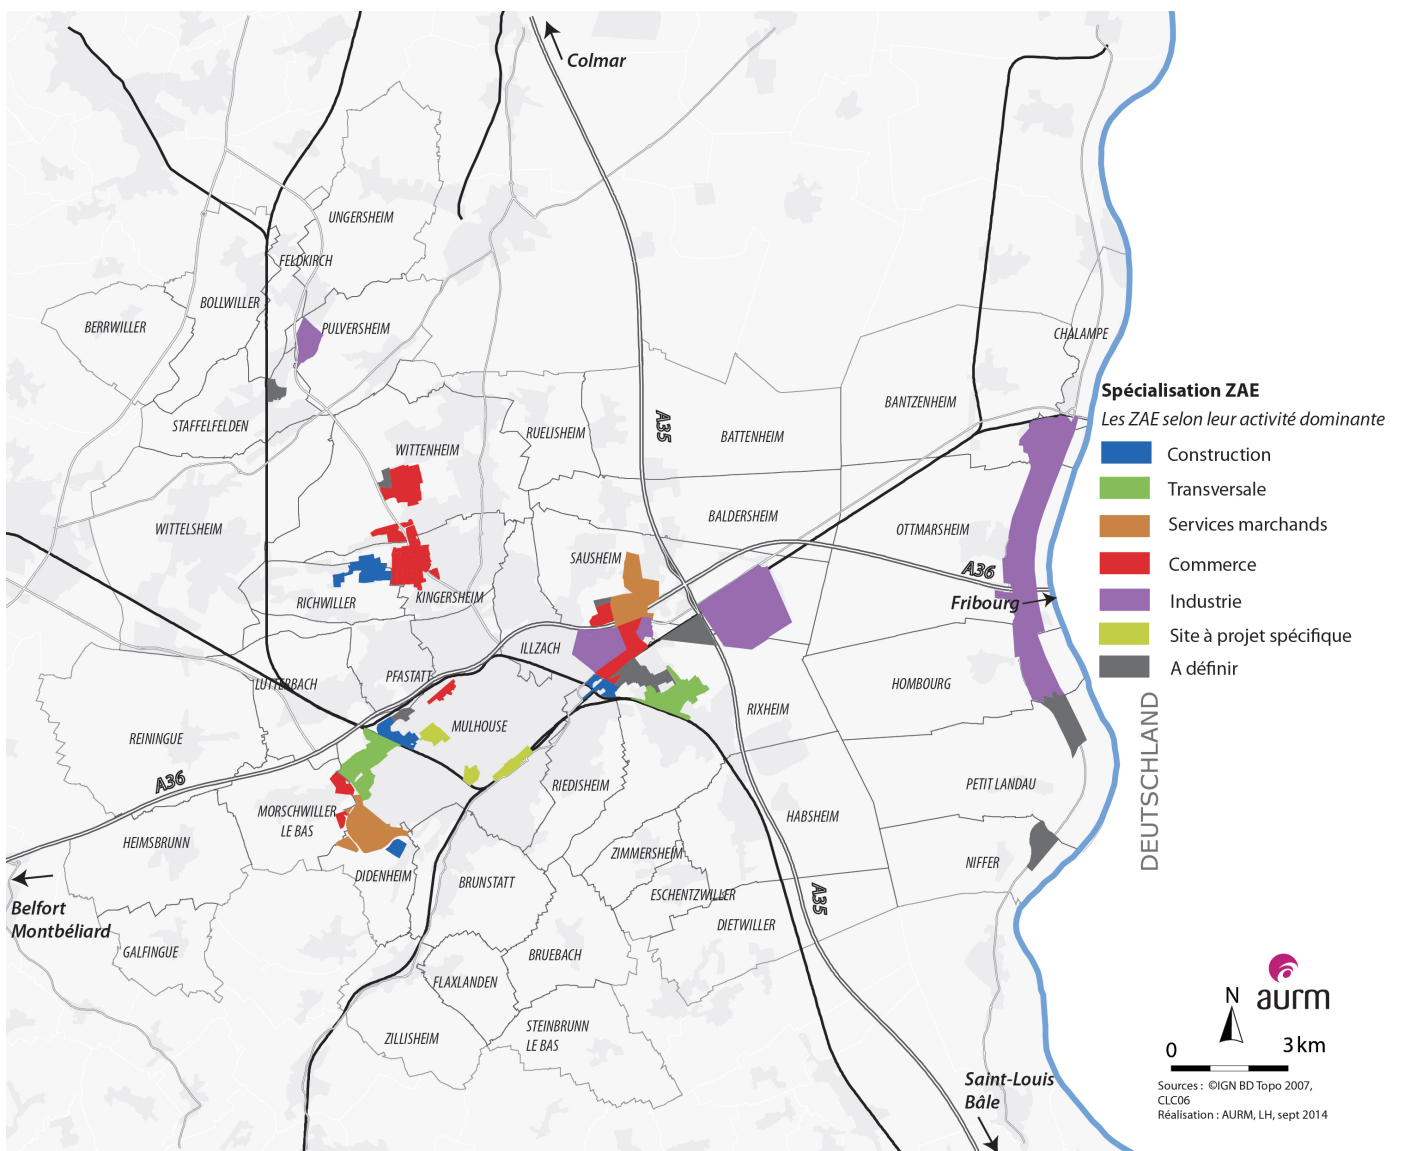 Colmar
UNGERSHEIM
FELDKIRCH
BOLLWILLER
BERRWILLER
PULVERSHEIM
CHALAMPE
Spécialisation ZAE
Les ZAE selon leur activité dominante
Construction
Transversale
Services marchands
Commerce
Industrie
Site à projet spécifique
A définir
BANTZENHEIM
A35
STAFFELFELDEN
RUELISHEIM
BATTENHEIM
WITTENHEIM
BALDERSHEIM
WITTELSHEIM
OTTMARSHEIM
SAUSHEIM
A36
Fribourg
RICHWILLER
KINGERSHEIM
ILLZACH
PFASTATT
LUTTERBACH
HOMBOURG
RIXHEIM
MULHOUSE
REININGUE
A36
DEUTSCHLAND
RIEDISHEIM
PETIT LANDAU
MORSCHWILLER
LE BAS
HABSHEIM
HEIMSBRUNN
ZIMMERSHEIM
NIFFER
DIDENHEIM
BRUNSTATT
ESCHENTZWILLER
A35
Belfort
Montbéliard
DIETWILLER
GALFINGUE
BRUEBACH
FLAXLANDEN
ZILLISHEIM
STEINBRUNN
LE BAS
aurm
N
0
3 km
Saint-Louis
Bâle
Sources : ©IGN BD Topo 2007,
CLC06
Réalisation : AURM, LH, sept 2014